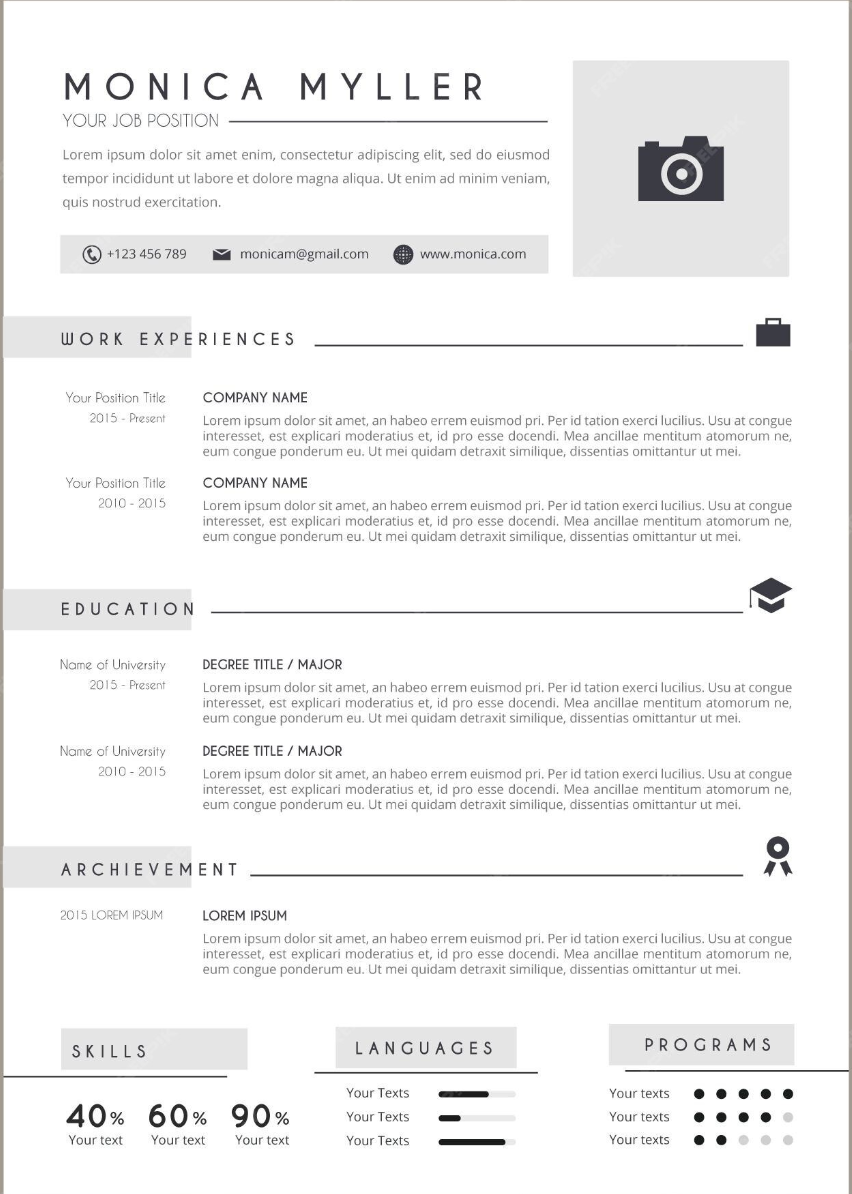 MONICA MYLLER
YOUR JOB POSITION
Lorem ipsum dolor sit amet enim, consectetur adipiscing elit, sed do eiusmod
tempor incididunt ut labore et dolore magna aliqua. Ut enim ad minim veniam,
quis nostrud exercitation.
+123 456 789 monicam@gmail.com www.monica.com
WORK EXPERIENCES
Your Position Title
2015 - Present
COMPANY NAME
Lorem ipsum dolor sit amet, an habeo errem euismod pri. Per id tation exerci lucilius. Usu at congue
interesset, est explicari moderatius et, id pro esse docendi. Mea ancillae mentitum atomorum ne,
eum congue ponderum eu. Ut mei quidam detraxit similique, dissentias omittantur ut mei.
Your Position Title
2010 - 2015
COMPANY NAME
Lorem ipsum dolor sit amet, an habeo errem euismod pri. Per id tation exerci lucilius. Usu at congue
interesset, est explicari moderatius et, id pro esse docendi. Mea ancillae mentitum atomorum ne,
eum congue ponderum eu. Ut mei quidam detraxit similique, dissentias omittantur ut mei.
EDUCATION
Name of University
2015 - Present
DEGREE TITLE / MAJOR
Lorem ipsum dolor sit amet, an habeo errem euismod pri. Per id tation exerci lucilius. Usu at congue
interesset, est explicari moderatius et, id pro esse docendi. Mea ancillae mentitum atomorum ne,
eum congue ponderum eu. Ut mei quidam detraxit similique, dissentias omittantur ut mei.
Name of University
2010 - 2015
DEGREE TITLE / MAJOR
Lorem ipsum dolor sit amet, an habeo errem euismod pri. Per id tation exerci lucilius. Usu at congue
interesset, est explicari moderatius et, id pro esse docendi. Mea ancillae mentitum atomorum ne,
eum congue ponderum eu. Ut mei quidam detraxit similique, dissentias omittantur ut mei.
ARCHIEVEMENT
2015 LOREM IPSUM
LOREM IPSUM
Lorem ipsum dolor sit amet, an habeo errem euismod pri. Per id tation exerci lucilius. Usu at congue
interesset, est explicari moderatius et, id pro esse docendi. Mea ancillae mentitum atomorum ne,
eum congue ponderum eu. Ut mei quidam detraxit similique, dissentias omittantur ut mei.
SKILLS
40% 60% 90%
Your text Your text Your text
LANGUAGES
Your Texts
Your Texts
Your Texts
PROGRAMS
Your texts
Your texts
Your texts